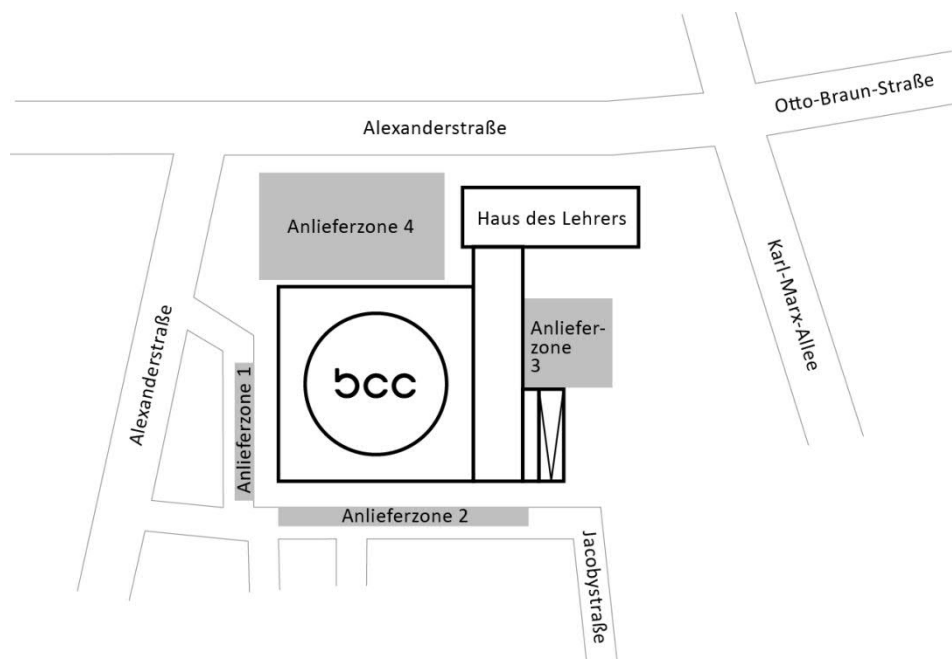 Otto-Braun-Straße
Alexanderstraße
Haus des Lehrers
Anlieferzone 4
Karl-Marx-Allee
Anliefer-
zone
3
Alexanderstraße
bcc
Anlieferzone 1
Anlieferzone 2
Jacobystraße